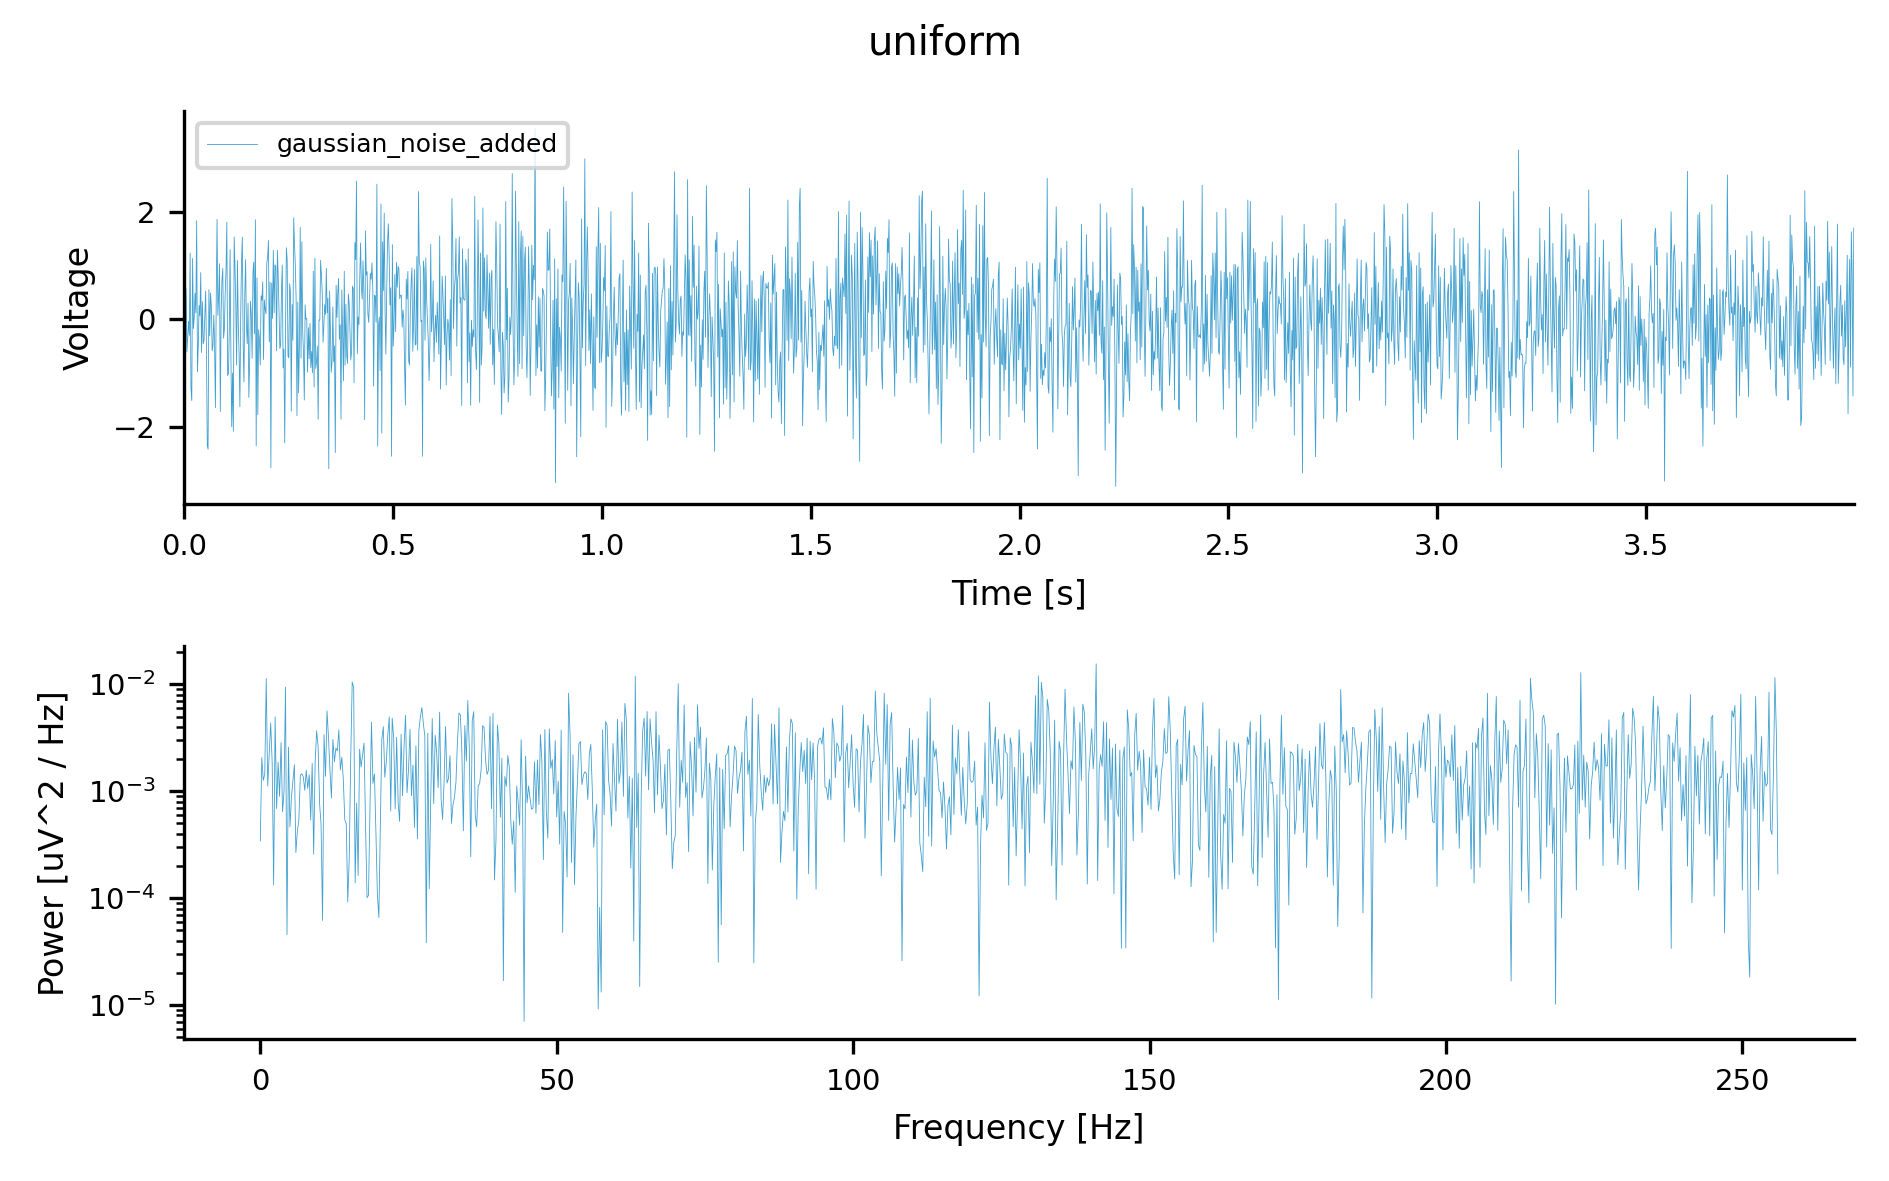 uniform
gaussian_noise_added
Voltage
2
0
−2
0.0 0.5 1.0 1.5 2.0 2.5 3.0 3.5
Time [s]
Power [uV^2 / Hz]
10⁻²
10⁻³
10⁻⁴
10⁻⁵
0 50 100 150 200 250
Frequency [Hz]